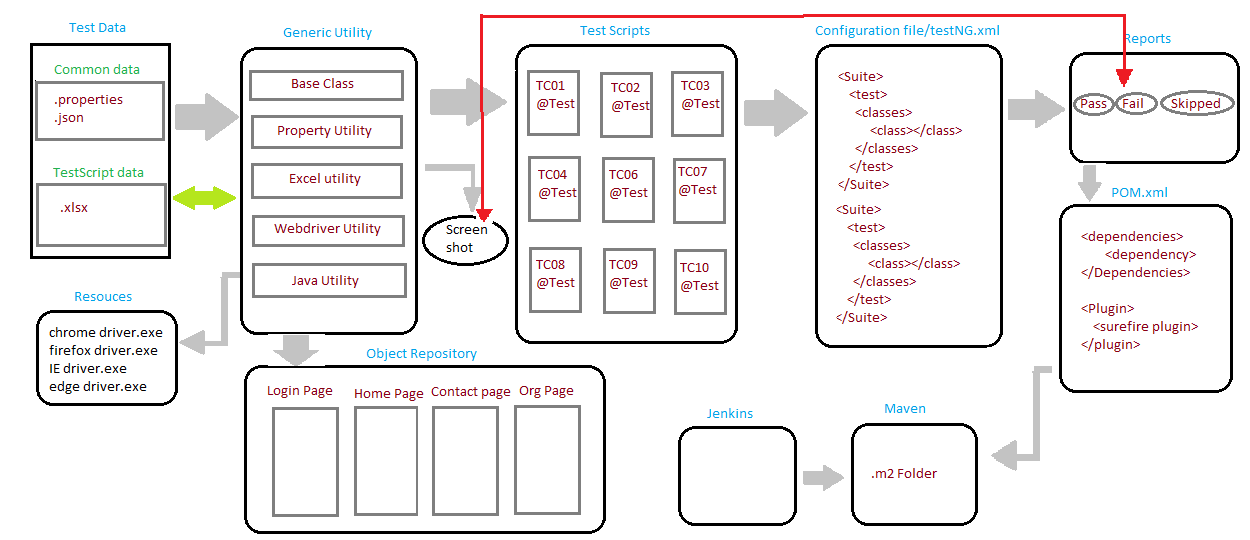 Test Data
Common data
.properties
.json
TestScript data
.xlsx
Generic Utility
Base Class
Property Utility
Excel utility
Webdriver Utility
Java Utility
Screen
shot
Test Scripts
TC01
@Test
TC02
@Test
TC03
@Test
TC04
@Test
TC06
@Test
TC07
@Test
TC08
@Test
TC09
@Test
TC10
@Test
Configuration file/testNG.xml
<Suite>
<test>
<classes>
<class></class>
</classes>
</test>
</Suite>
<Suite>
<test>
<classes>
<class></class>
</classes>
</test>
</Suite>
Reports
Pass
Fail
Skipped
POM.xml
<dependencies>
<dependency>
</Dependencies>
<Plugin>
<surefire plugin>
</plugin>
Resouces
chrome driver.exe
firefox driver.exe
IE driver.exe
edge driver.exe
Object Repository
Login Page
Home Page
Contact page
Org Page
Jenkins
Maven
.m2 Folder